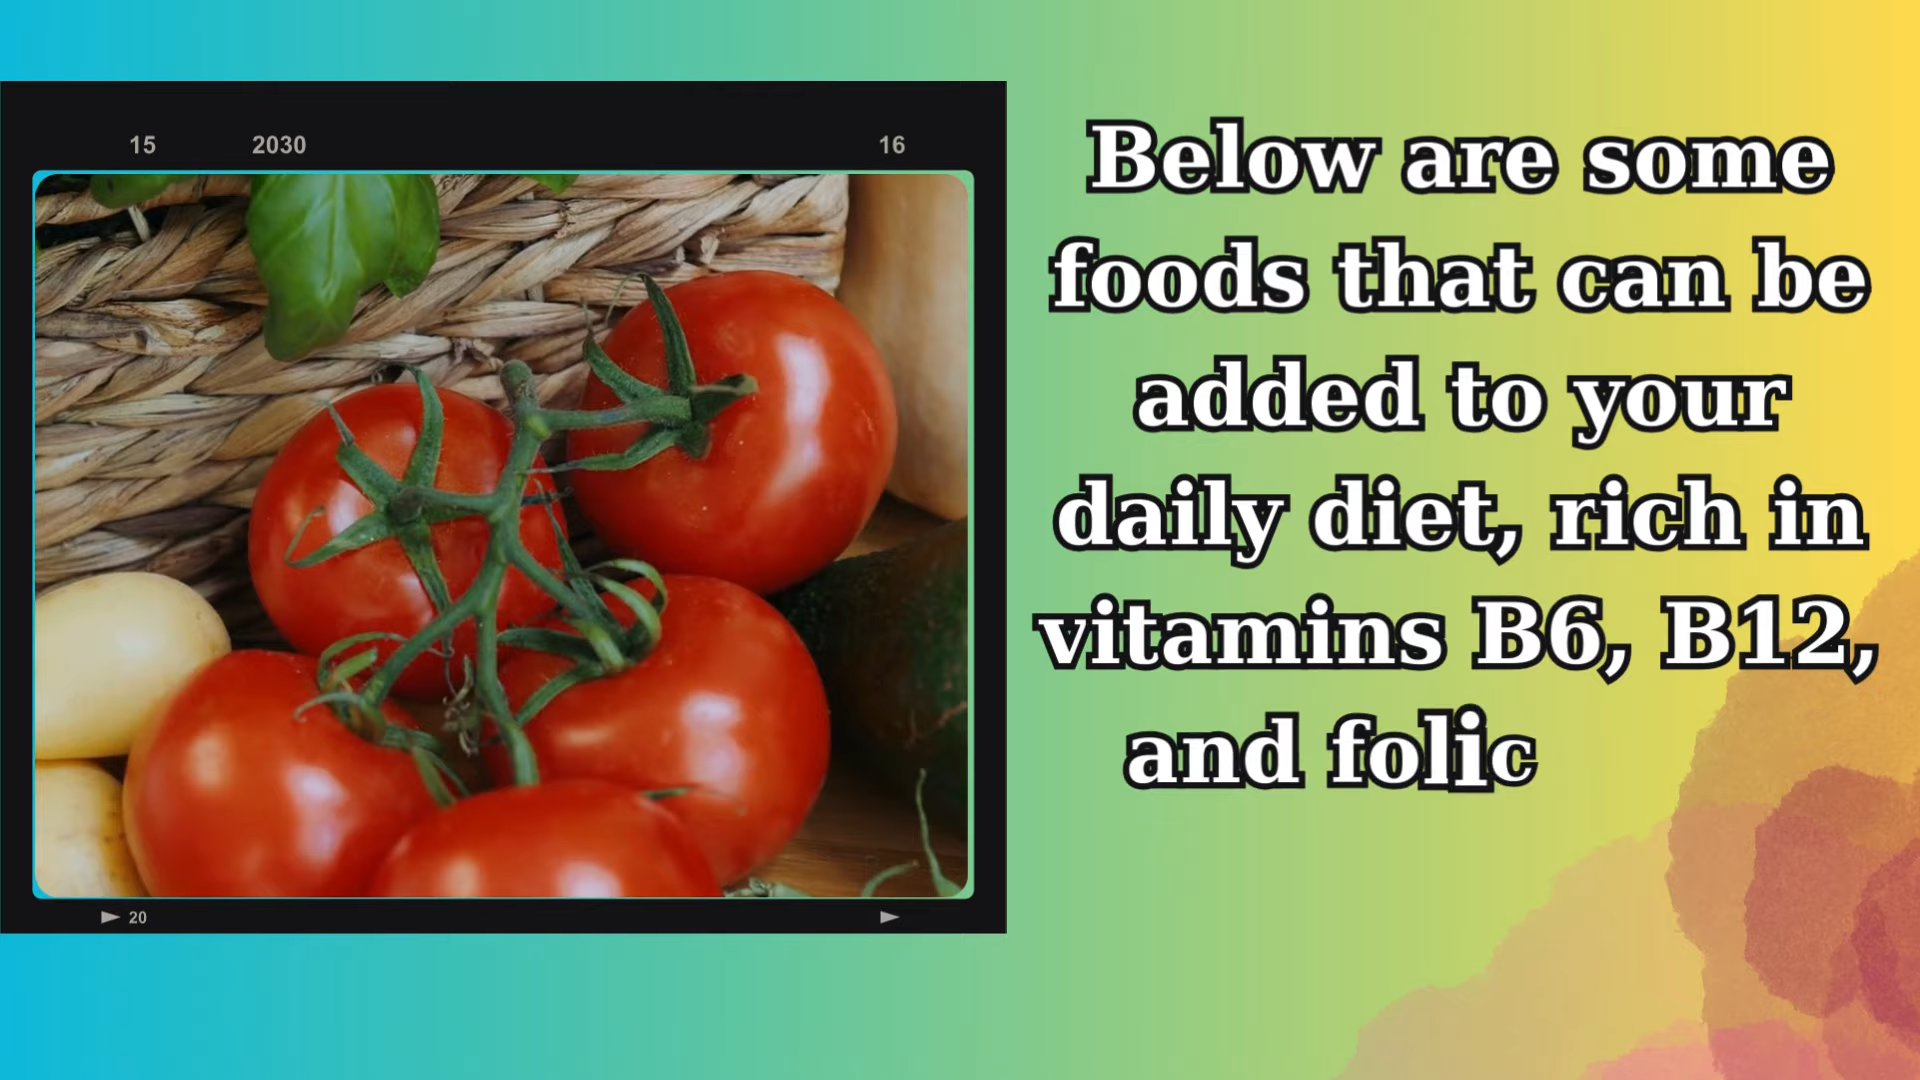 15 2030 16
Below are some
foods that can be
added to your
daily diet, rich in
vitamins B6, B12,
and folic
20